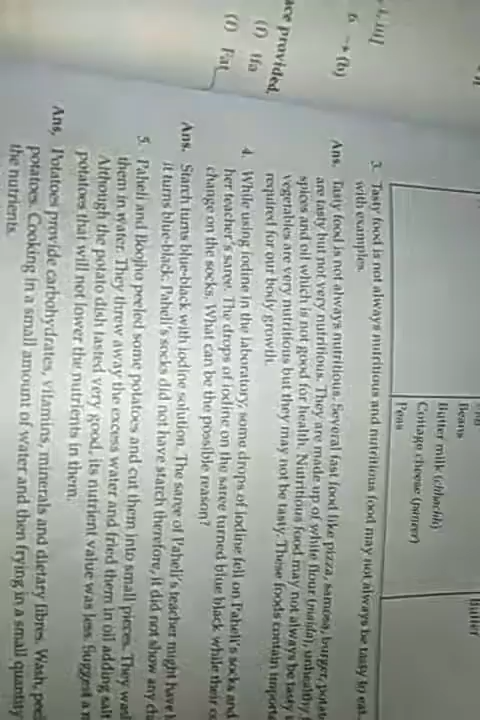 6 → (b)
ace provided.
(i) If a
(i) Fat
Beans
Butter milk (chhachh)
Cottage cheese (paneer)
Peas
Butter
3. Tasty food is not always nutritious and nutritious food may not always be tasty to eat.
with examples.
Ans. Tasty food is not always nutritious. Several fast food like pizza, samosa, burger, potat
are tasty but not very nutritious. They are made up of white flour (maida), unhealthy
spices and oil which is not good for health. Nutritious food may not always be tasty
vegetables are very nutritious but they may not be tasty. These foods contain importa
required for our body growth.
4. While using iodine in the laboratory, some drops of iodine fell on Paheli's socks and
her teacher's saree. The drops of iodine on the saree turned blue black while their c
change on the socks. What can be the possible reason?
Ans. Starch turns blue-black with iodine solution. The saree of Paheli's teacher might have
it turns blue-black. Paheli's socks did not have starch therefore, it did not show any ch
5. Paheli and Boojho peeled some potatoes and cut them into small pieces. They wash
them in water. They threw away the excess water and fried them in oil adding salt
Although the potato dish tasted very good, its nutrient value was less. Suggest a m
potatoes that will not lower the nutrients in them.
Ans. Potatoes provide carbohydrates, vitamins, minerals and dietary fibres. Wash, peel
potatoes. Cooking in a small amount of water and then frying in a small quantity
the nutrients.